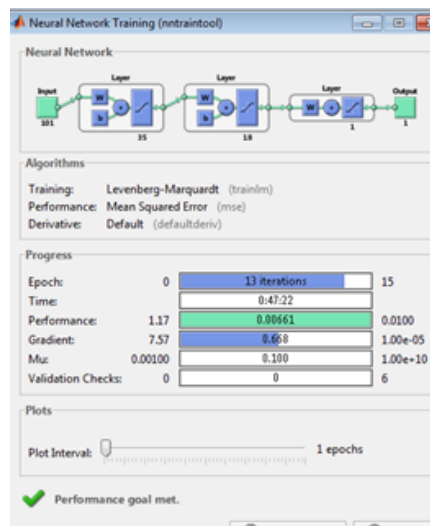 Neural Network Training (nntraintool)
Neural Network
Layer Layer Layer
Input Output
W W W
b b
101 35 18 1 1
Algorithms
Training: Levenberg-Marquardt (trainlm)
Performance: Mean Squared Error (mse)
Derivative: Default (defaultderiv)
Progress
Epoch: 0 13 iterations 15
Time: 0:47:22
Performance: 1.17 0.00661 0.0100
Gradient: 7.57 0.668 1.00e-05
Mu: 0.00100 0.100 1.00e+10
Validation Checks: 0 0 6
Plots
Plot Interval: 1 epochs
Performance goal met.